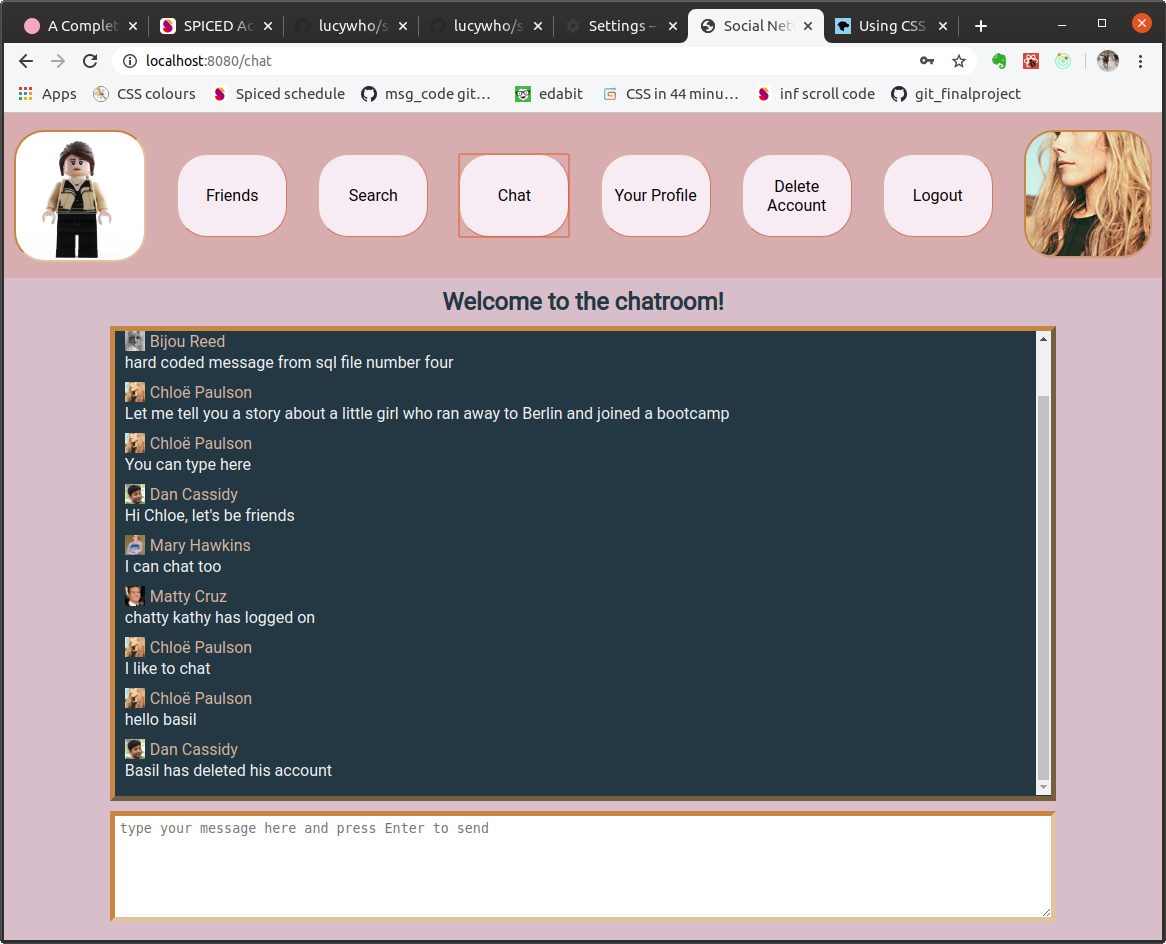 A Complet
SPICED Ac
lucywho/s
lucywho/s
Settings –
Social Net
Using CSS
localhost:8080/chat
Apps
CSS colours
Spiced schedule
msg_code git…
edabit
CSS in 44 minu…
inf scroll code
git_finalproject
Friends
Search
Chat
Your Profile
Delete
Account
Logout
Welcome to the chatroom!
Bijou Reed
hard coded message from sql file number four
Chloë Paulson
Let me tell you a story about a little girl who ran away to Berlin and joined a bootcamp
Chloë Paulson
You can type here
Dan Cassidy
Hi Chloe, let's be friends
Mary Hawkins
I can chat too
Matty Cruz
chatty kathy has logged on
Chloë Paulson
I like to chat
Chloë Paulson
hello basil
Dan Cassidy
Basil has deleted his account
type your message here and press Enter to send